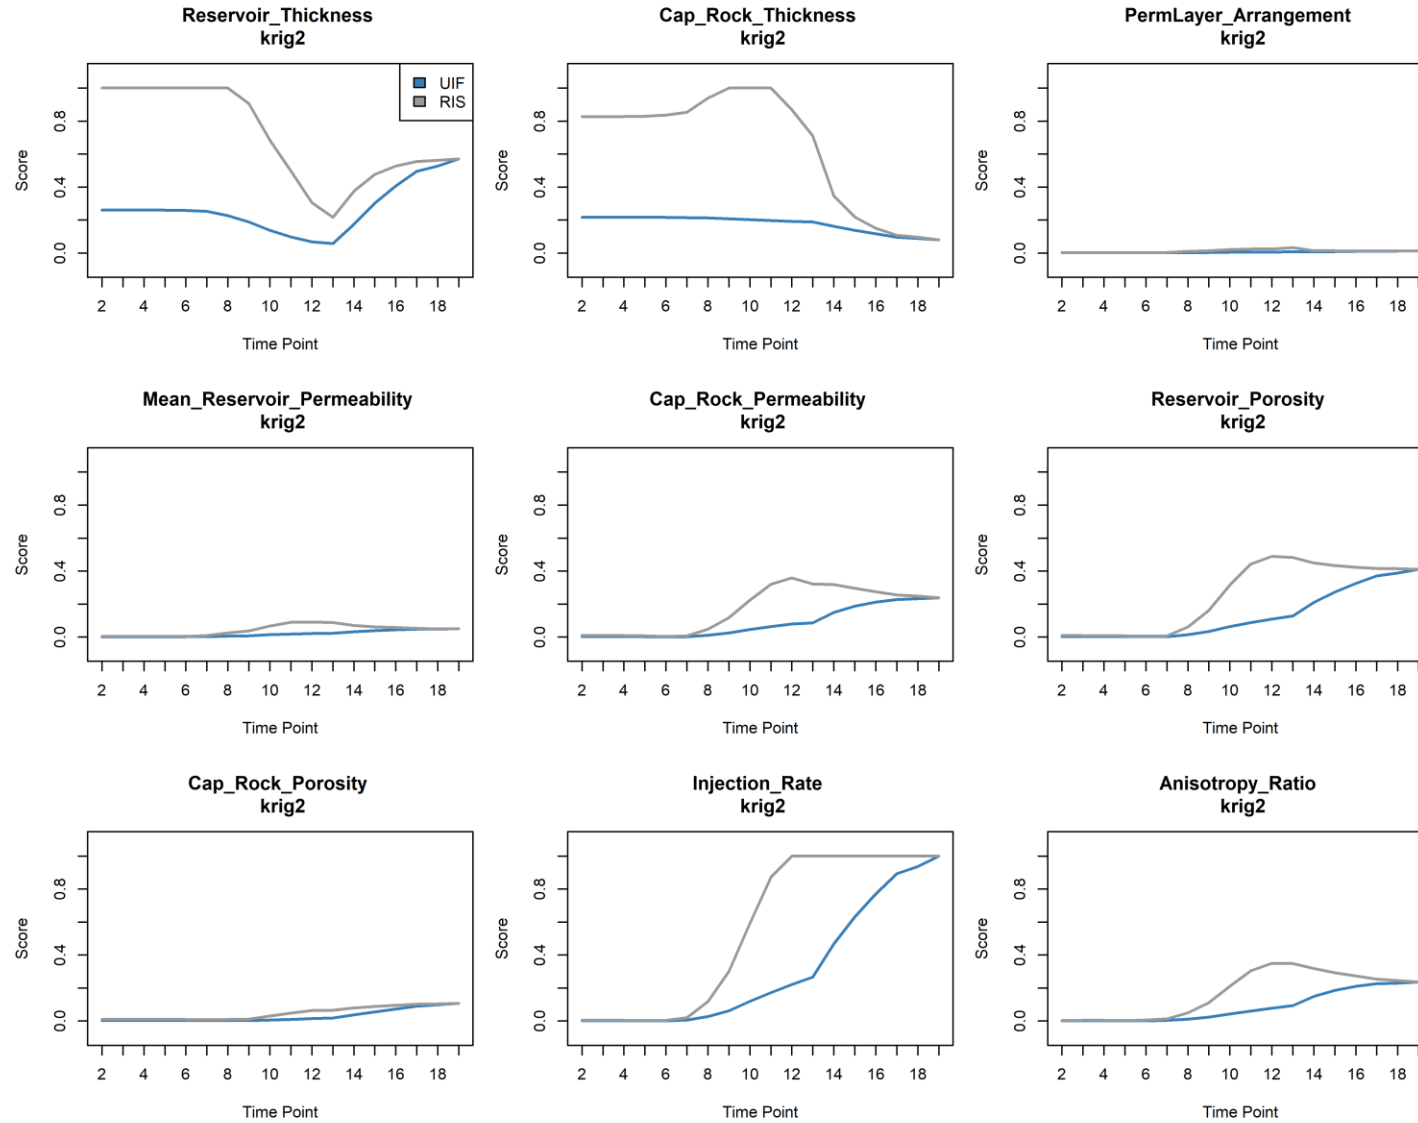 Reservoir_Thickness
krig2
UIF
RIS
Score
0.0 0.4 0.8
2 4 6 8 10 12 14 16 18
Time Point
Cap_Rock_Thickness
krig2
Score
0.0 0.4 0.8
2 4 6 8 10 12 14 16 18
Time Point
PermLayer_Arrangement
krig2
Score
0.0 0.4 0.8
2 4 6 8 10 12 14 16 18
Time Point
Mean_Reservoir_Permeability
krig2
Score
0.0 0.4 0.8
2 4 6 8 10 12 14 16 18
Time Point
Cap_Rock_Permeability
krig2
Score
0.0 0.4 0.8
2 4 6 8 10 12 14 16 18
Time Point
Reservoir_Porosity
krig2
Score
0.0 0.4 0.8
2 4 6 8 10 12 14 16 18
Time Point
Cap_Rock_Porosity
krig2
Score
0.0 0.4 0.8
2 4 6 8 10 12 14 16 18
Time Point
Injection_Rate
krig2
Score
0.0 0.4 0.8
2 4 6 8 10 12 14 16 18
Time Point
Anisotropy_Ratio
krig2
Score
0.0 0.4 0.8
2 4 6 8 10 12 14 16 18
Time Point